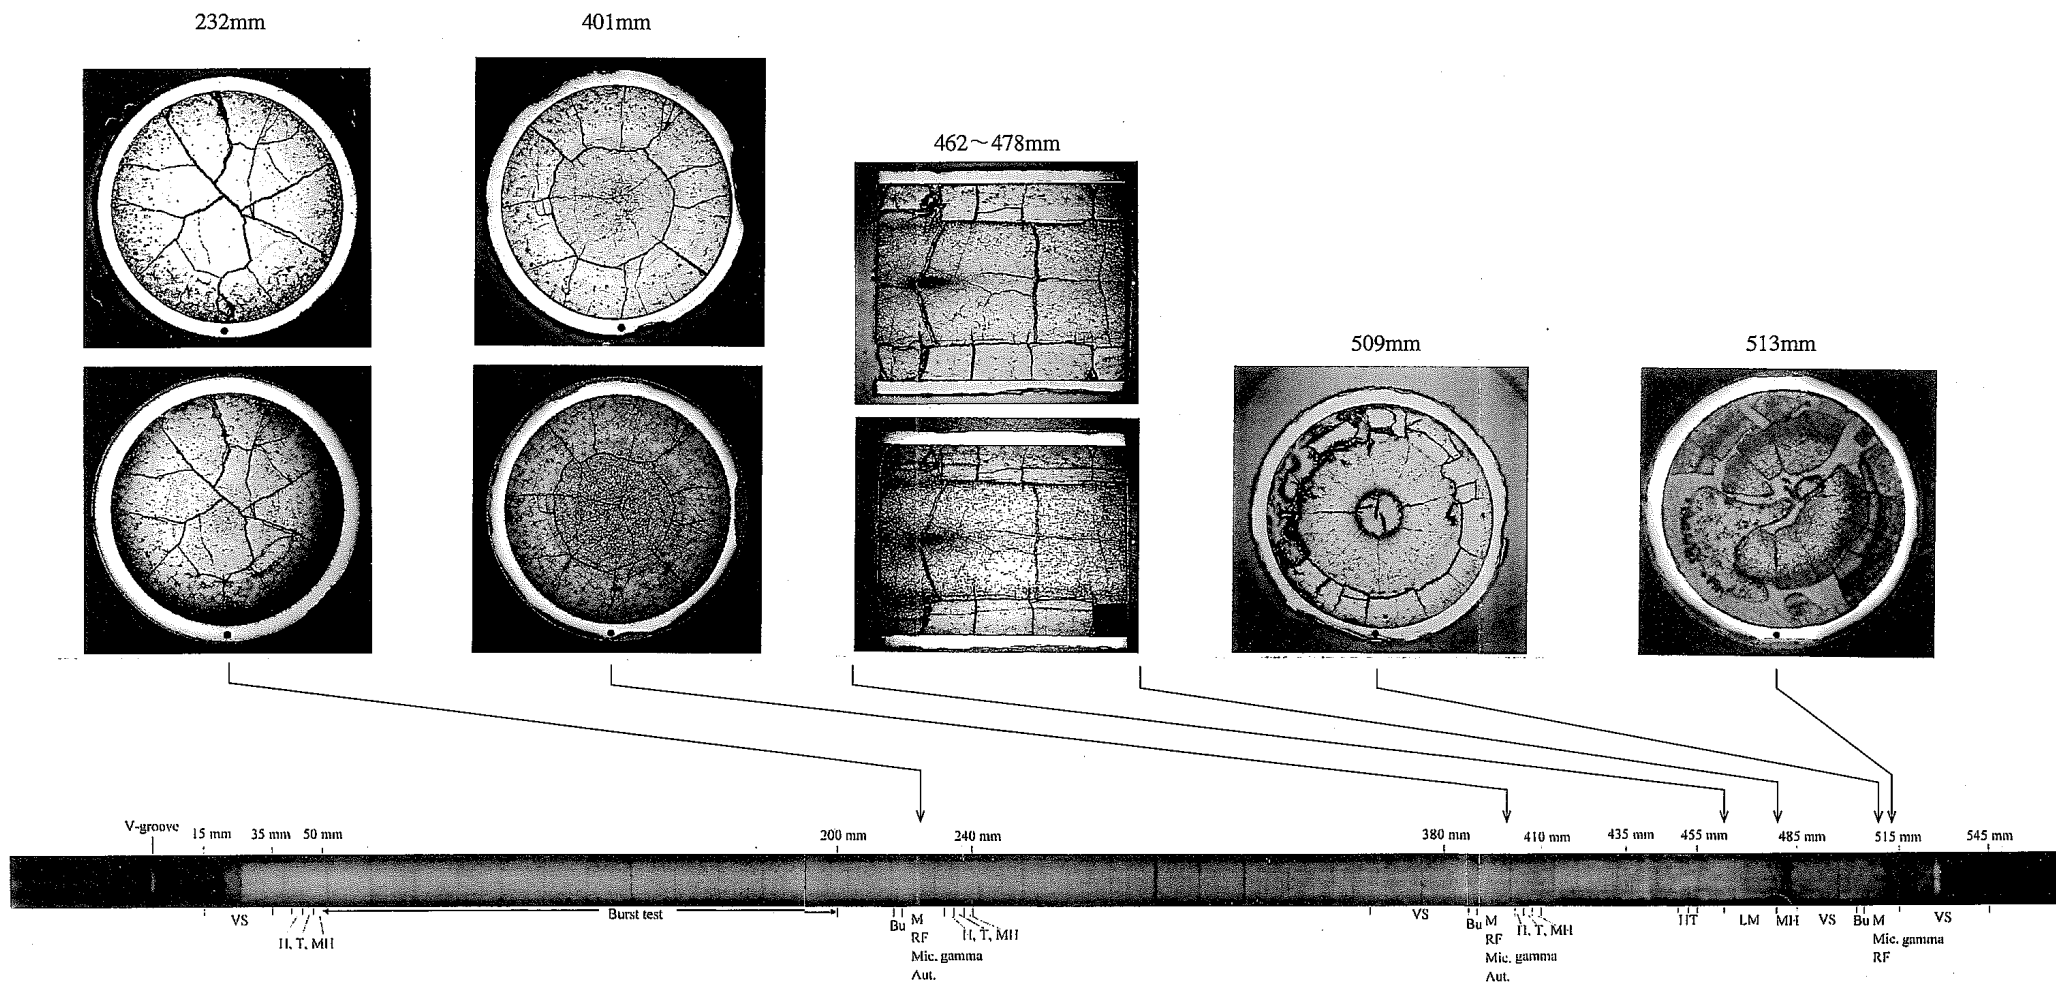 232mm
401mm
462~478mm
509mm
513mm
V-groove
15 mm
35 mm
50 mm
200 mm
240 mm
380 mm
410 mm
435 mm
455 mm
485 mm
515 mm
545 mm
VS
H, T, MH
Burst test
Bu
M
RF
Mic. gamma
Aut.
H, T, MH
VS
Bu
M
RF
Mic. gamma
Aut.
H, T, MH
HT
LM
MH
VS
Bu
M
Mic. gamma
RF
VS